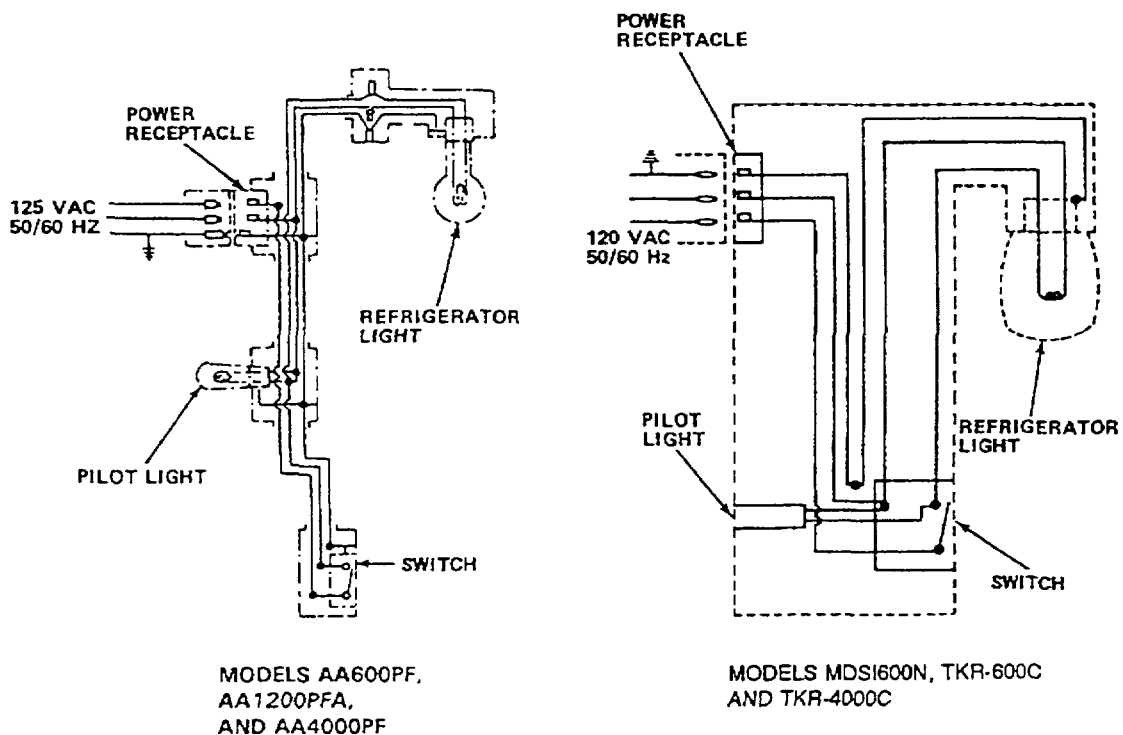 POWER
RECEPTACLE
125 VAC
50/60 HZ
REFRIGERATOR
LIGHT
PILOT LIGHT
SWITCH
MODELS AA600PF,
AA1200PFA,
AND AA4000PF
POWER
RECEPTACLE
120 VAC
50/60 Hz
PILOT
LIGHT
REFRIGERATOR
LIGHT
SWITCH
MODELS MDSI600N, TKR-600C
AND TKR-4000C